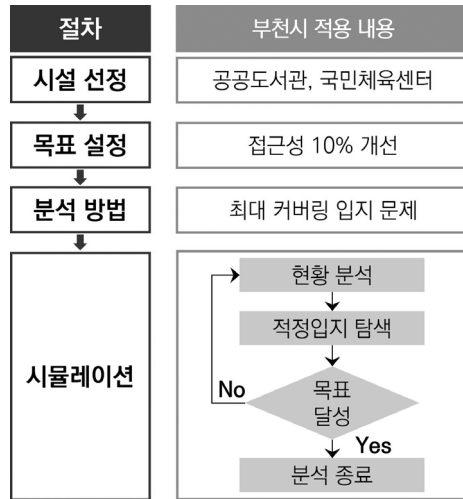 절차
부천시 적용 내용
시설 선정
공공도서관, 국민체육센터
목표 설정
접근성 10% 개선
분석 방법
최대 커버링 입지 문제
시뮬레이션
현황 분석
적정입지 탐색
No
목표
달성
Yes
분석 종료